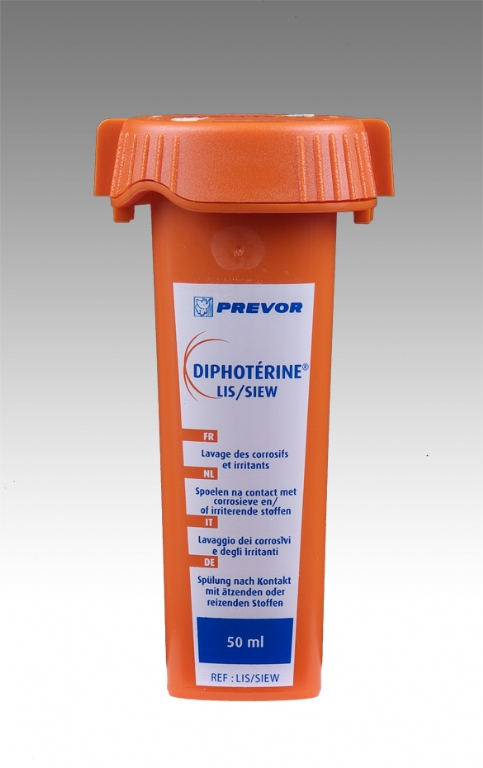 PREVOR
DIPHOTÉRINE®
LIS/SIEW
FR
Lavage des corrosifs
et irritants
NL
Spoelen na contact met
corrosieve en/
of irriterende stoffen
IT
Lavaggio dei corrosivi
e degli irritanti
DE
Spülung nach Kontakt
mit ätzenden oder
reizenden Stoffen
50 ml
REF : LIS/SIEW